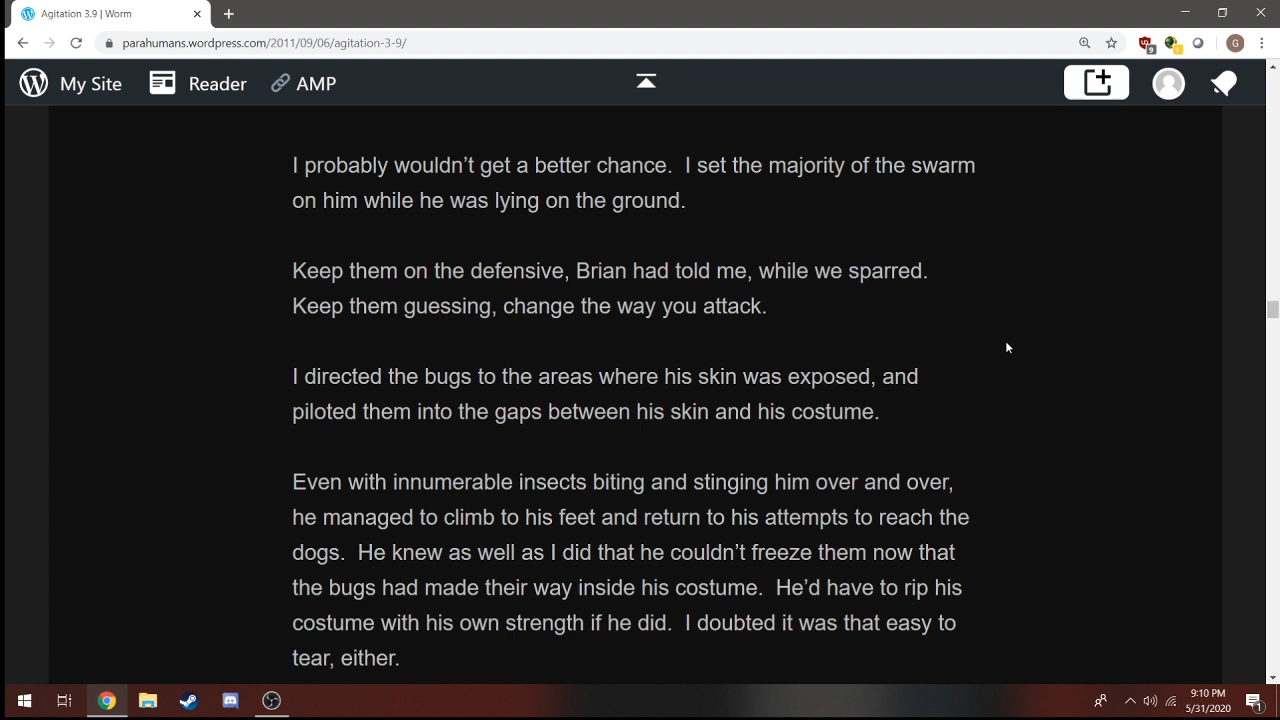 Agitation 3.9 | Worm
parahumans.wordpress.com/2011/09/06/agitation-3-9/
9
G
My Site
Reader
AMP
I probably wouldn’t get a better chance.  I set the majority of the swarm
on him while he was lying on the ground.
Keep them on the defensive, Brian had told me, while we sparred.
Keep them guessing, change the way you attack.
I directed the bugs to the areas where his skin was exposed, and
piloted them into the gaps between his skin and his costume.
Even with innumerable insects biting and stinging him over and over,
he managed to climb to his feet and return to his attempts to reach the
dogs.  He knew as well as I did that he couldn’t freeze them now that
the bugs had made their way inside his costume.  He’d have to rip his
costume with his own strength if he did.  I doubted it was that easy to
tear, either.
9:10 PM
5/31/2020
1